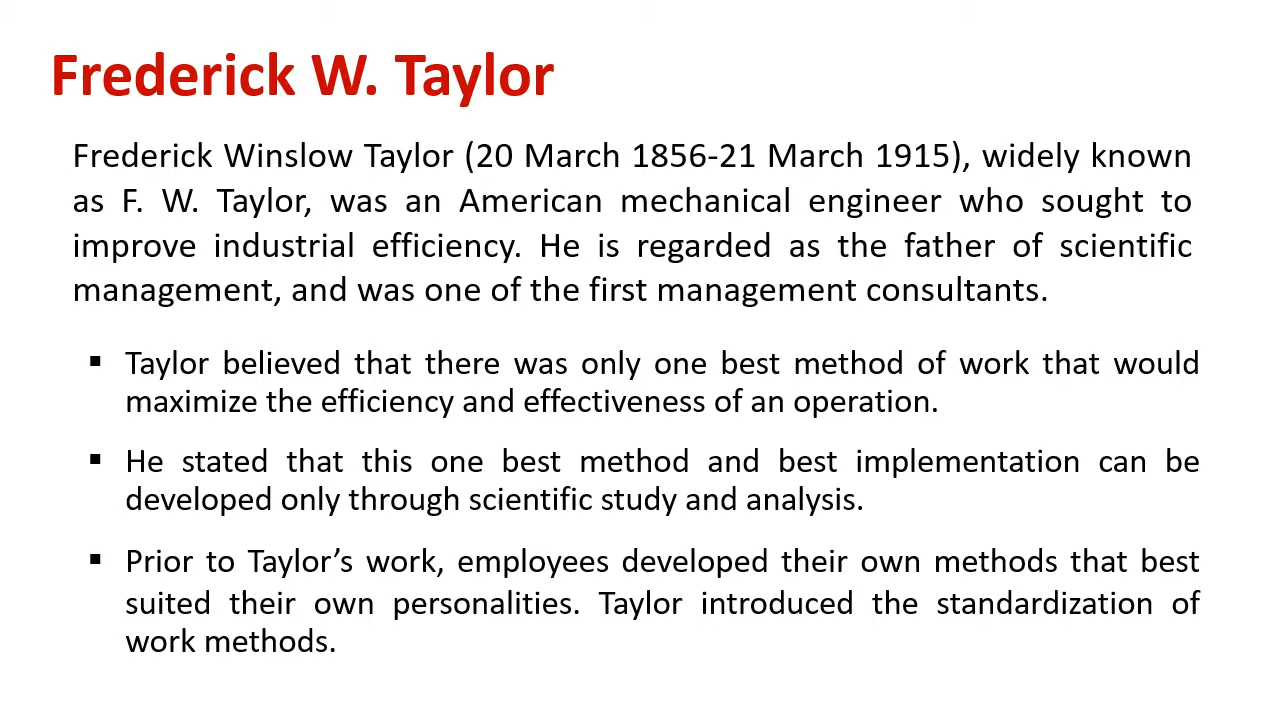 Frederick W. Taylor
Frederick Winslow Taylor (20 March 1856-21 March 1915), widely known
as F. W. Taylor, was an American mechanical engineer who sought to
improve industrial efficiency. He is regarded as the father of scientific
management, and was one of the first management consultants.
▪ Taylor believed that there was only one best method of work that would
maximize the efficiency and effectiveness of an operation.
▪ He stated that this one best method and best implementation can be
developed only through scientific study and analysis.
▪ Prior to Taylor’s work, employees developed their own methods that best
suited their own personalities. Taylor introduced the standardization of
work methods.